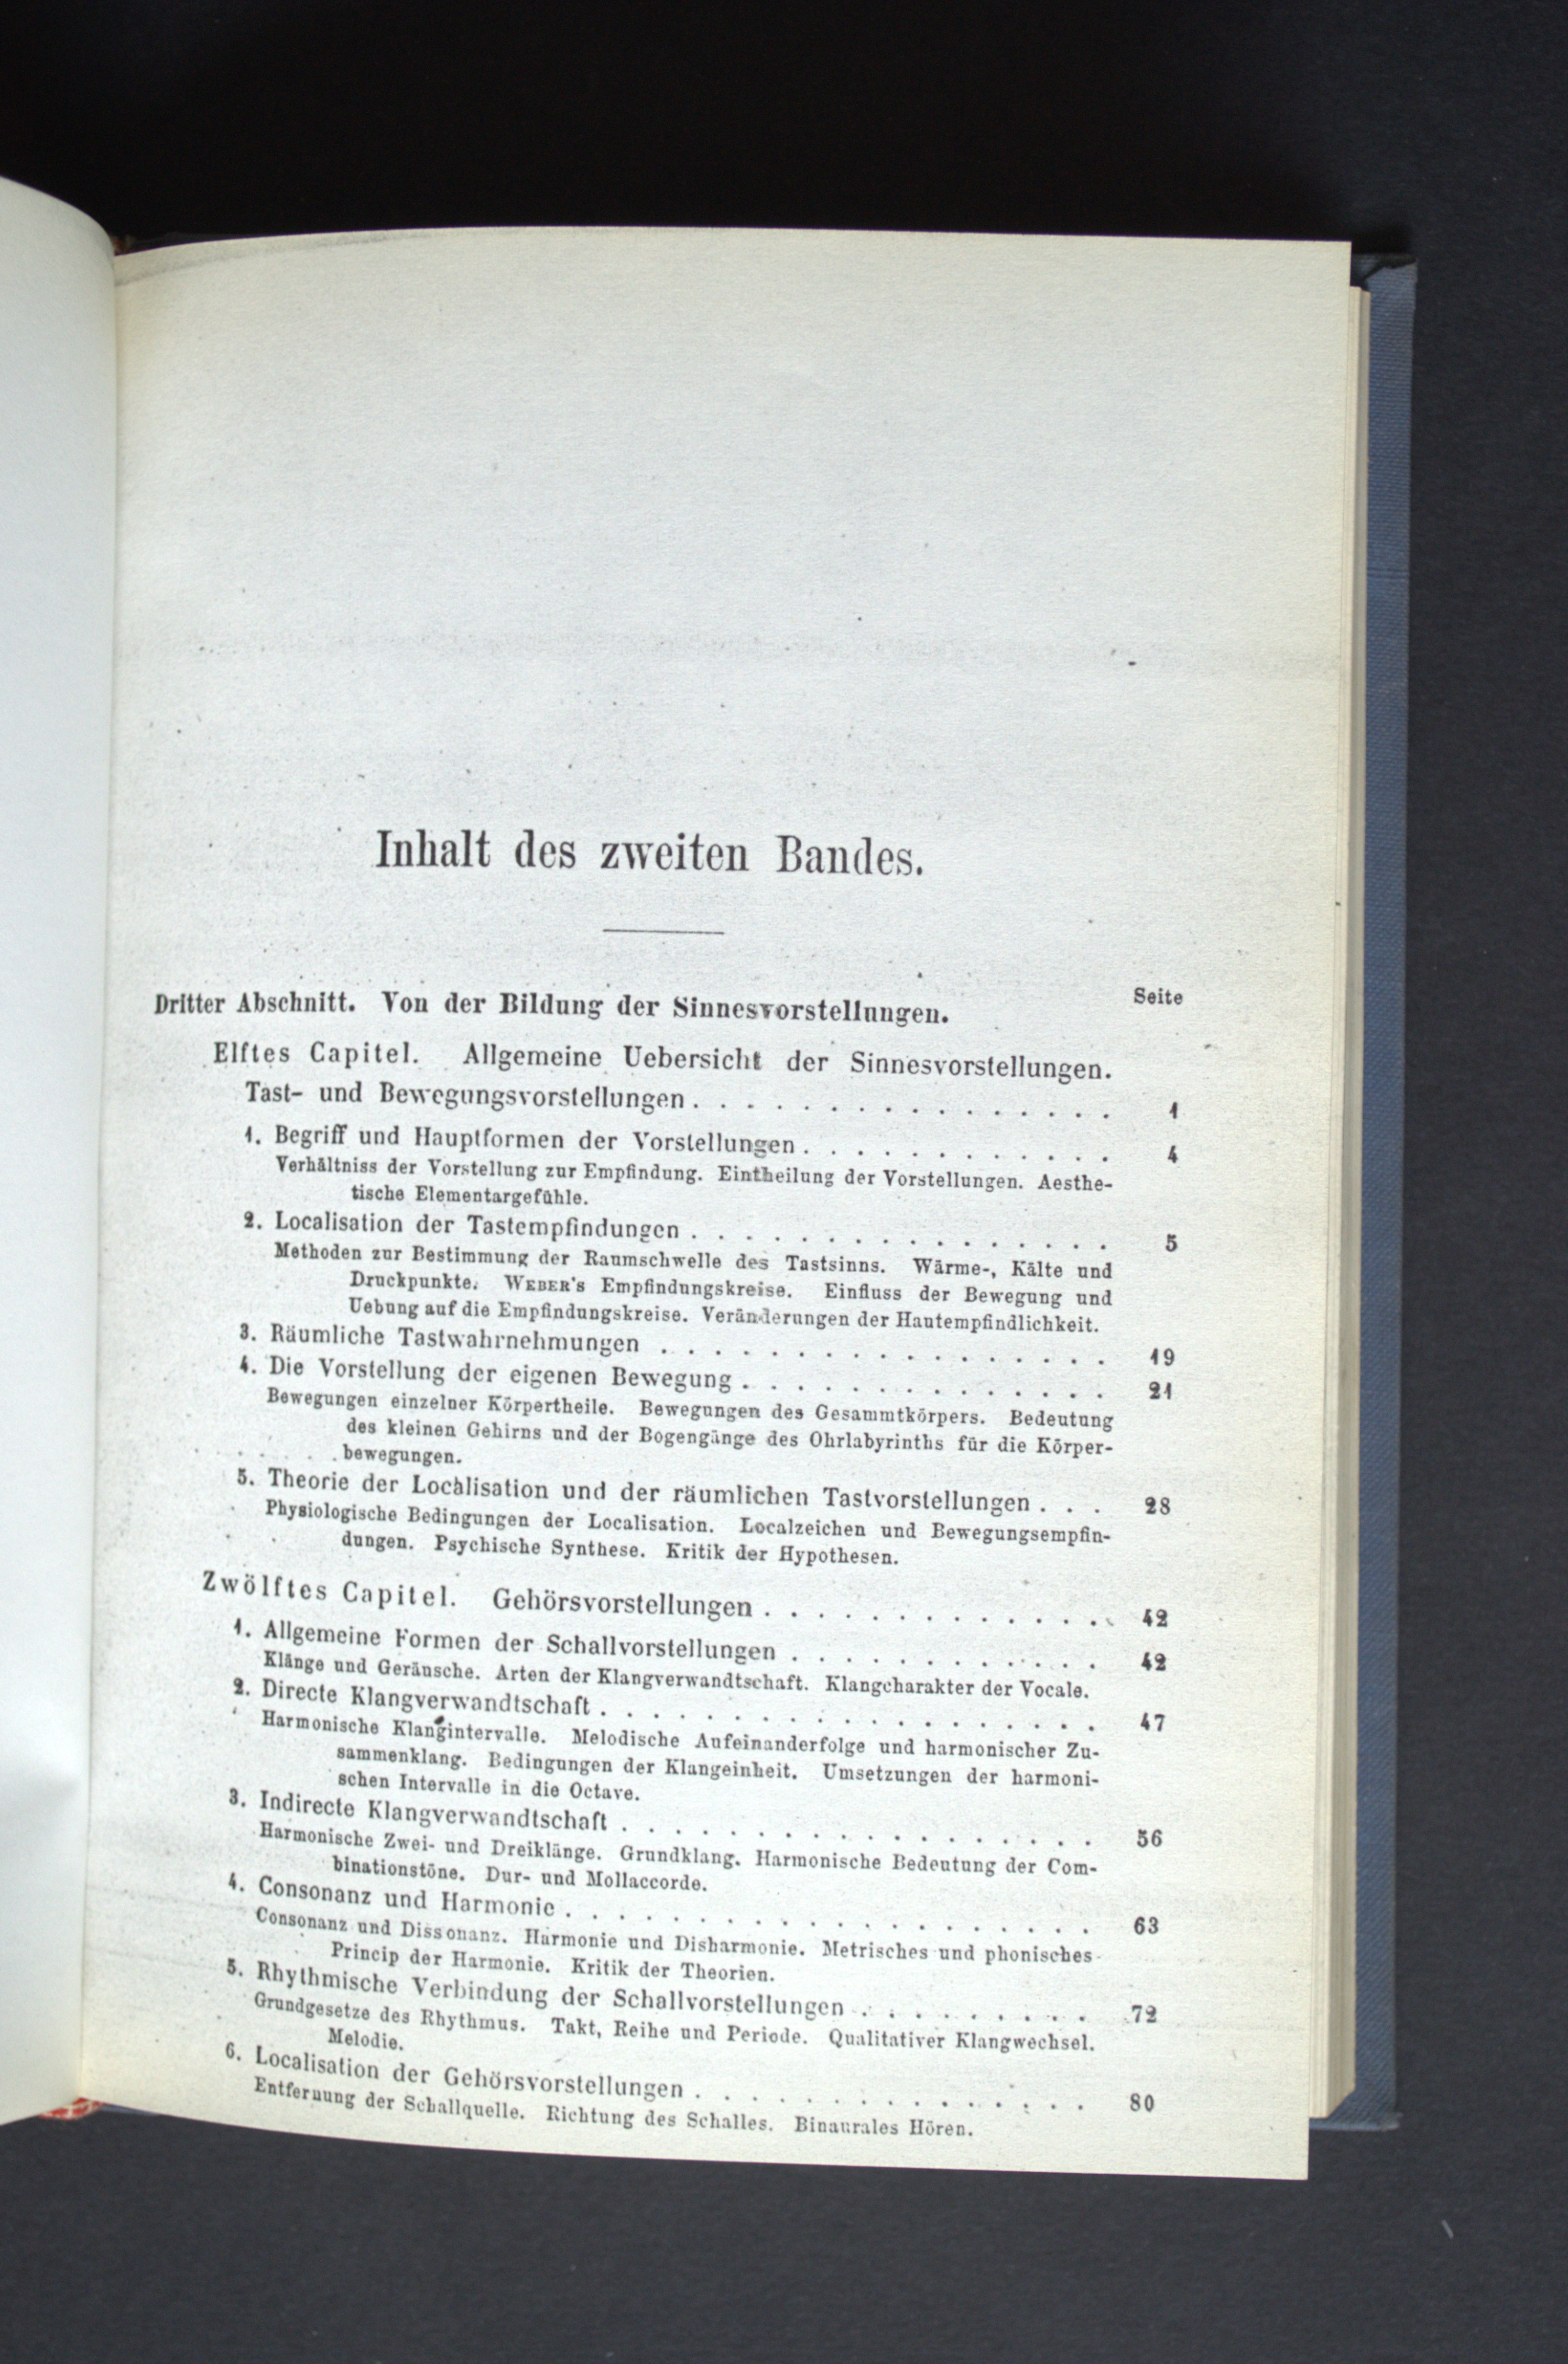 Inhalt des zweiten Bandes.
Seite
Dritter Abschnitt. Von der Bildung der Sinnesvorstellungen.
Elftes Capitel. Allgemeine Uebersicht der Sinnesvorstellungen.
Tast- und Bewegungsvorstellungen . . . . . . . . . . . . . . . . 1
1. Begriff und Hauptformen der Vorstellungen . . . . . . . . . . . . 4
Verhältniss der Vorstellung zur Empfindung. Eintheilung der Vorstellungen. Aesthe-
tische Elementargefühle.
2. Localisation der Tastempfindungen . . . . . . . . . . . . . . . . 5
Methoden zur Bestimmung der Raumschwelle des Tastsinns. Wärme-, Kälte und
Druckpunkte. WEBER'S Empfindungskreise. Einfluss der Bewegung und
Uebung auf die Empfindungskreise. Veränderungen der Hautempfindlichkeit.
3. Räumliche Tastwahrnehmungen . . . . . . . . . . . . . . . . . 19
4. Die Vorstellung der eigenen Bewegung . . . . . . . . . . . . . . 21
Bewegungen einzelner Körpertheile. Bewegungen des Gesammtkörpers. Bedeutung
des kleinen Gehirns und der Bogengänge des Ohrlabyrinths für die Körper-
bewegungen.
5. Theorie der Localisation und der räumlichen Tastvorstellungen . . . 28
Physiologische Bedingungen der Localisation. Localzeichen und Bewegungsempfin-
dungen. Psychische Synthese. Kritik der Hypothesen.
Zwölftes Capitel. Gehörsvorstellungen . . . . . . . . . . . . . 42
1. Allgemeine Formen der Schallvorstellungen . . . . . . . . . . . . 42
Klänge und Geräusche. Arten der Klangverwandtschaft. Klangcharakter der Vocale.
2. Directe Klangverwandtschaft . . . . . . . . . . . . . . . . . . . 47
Harmonische Klangintervalle. Melodische Aufeinanderfolge und harmonischer Zu-
sammenklang. Bedingungen der Klangeinheit. Umsetzungen der harmoni-
schen Intervalle in die Octave.
3. Indirecte Klangverwandtschaft . . . . . . . . . . . . . . . . . . 56
Harmonische Zwei- und Dreiklänge. Grundklang. Harmonische Bedeutung der Com-
binationstöne. Dur- und Mollaccorde.
4. Consonanz und Harmonie . . . . . . . . . . . . . . . . . . . . 63
Consonanz und Dissonanz. Harmonie und Disharmonie. Metrisches und phonisches
Princip der Harmonie. Kritik der Theorien.
5. Rhythmische Verbindung der Schallvorstellungen . . . . . . . . . 72
Grundgesetze des Rhythmus. Takt, Reihe und Periode. Qualitativer Klangwechsel.
Melodie.
6. Localisation der Gehörsvorstellungen . . . . . . . . . . . . . . . 80
Entfernung der Schallquelle. Richtung des Schalles. Binaurales Hören.